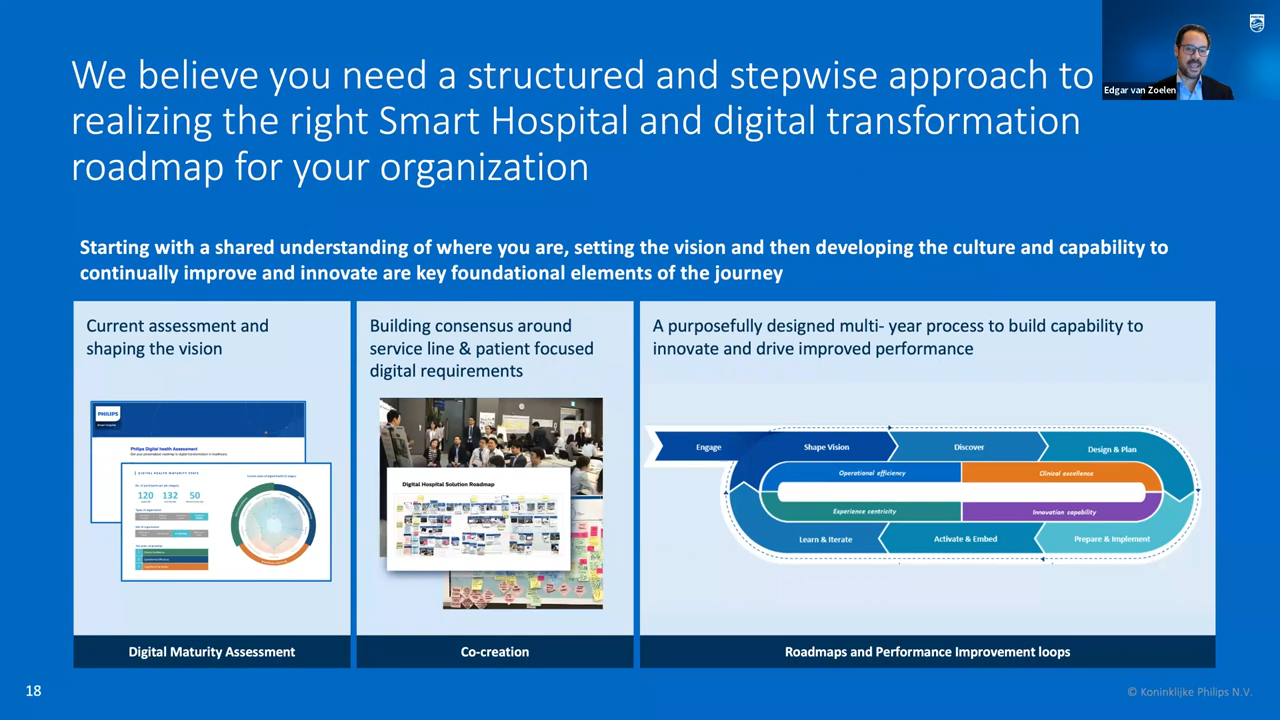 Edgar van Zoelen
We believe you need a structured and stepwise approach to
realizing the right Smart Hospital and digital transformation
roadmap for your organization
Starting with a shared understanding of where you are, setting the vision and then developing the culture and capability to
continually improve and innovate are key foundational elements of the journey
Current assessment and
shaping the vision
PHILIPS
Philips Digital health Assessment
DIGITAL HEALTH MATURITY STATS
120 132 50
Digital Maturity Assessment
Building consensus around
service line & patient focused
digital requirements
Digital Hospital Solution Roadmap
Co-creation
A purposefully designed multi- year process to build capability to
innovate and drive improved performance
Engage
Shape Vision
Discover
Design & Plan
Operational efficiency
Clinical excellence
Experience centricity
Innovation capability
Learn & Iterate
Activate & Embed
Prepare & Implement
Roadmaps and Performance Improvement loops
18
© Koninklijke Philips N.V.